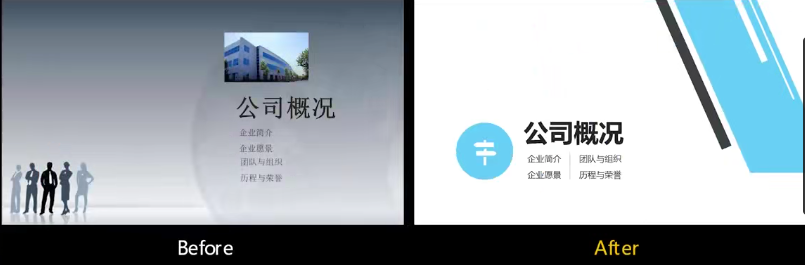 公司概况
企业简介
企业愿景
团队与组织
历程与荣誉
Before
公司概况
企业简介 团队与组织
企业愿景 历程与荣誉
After